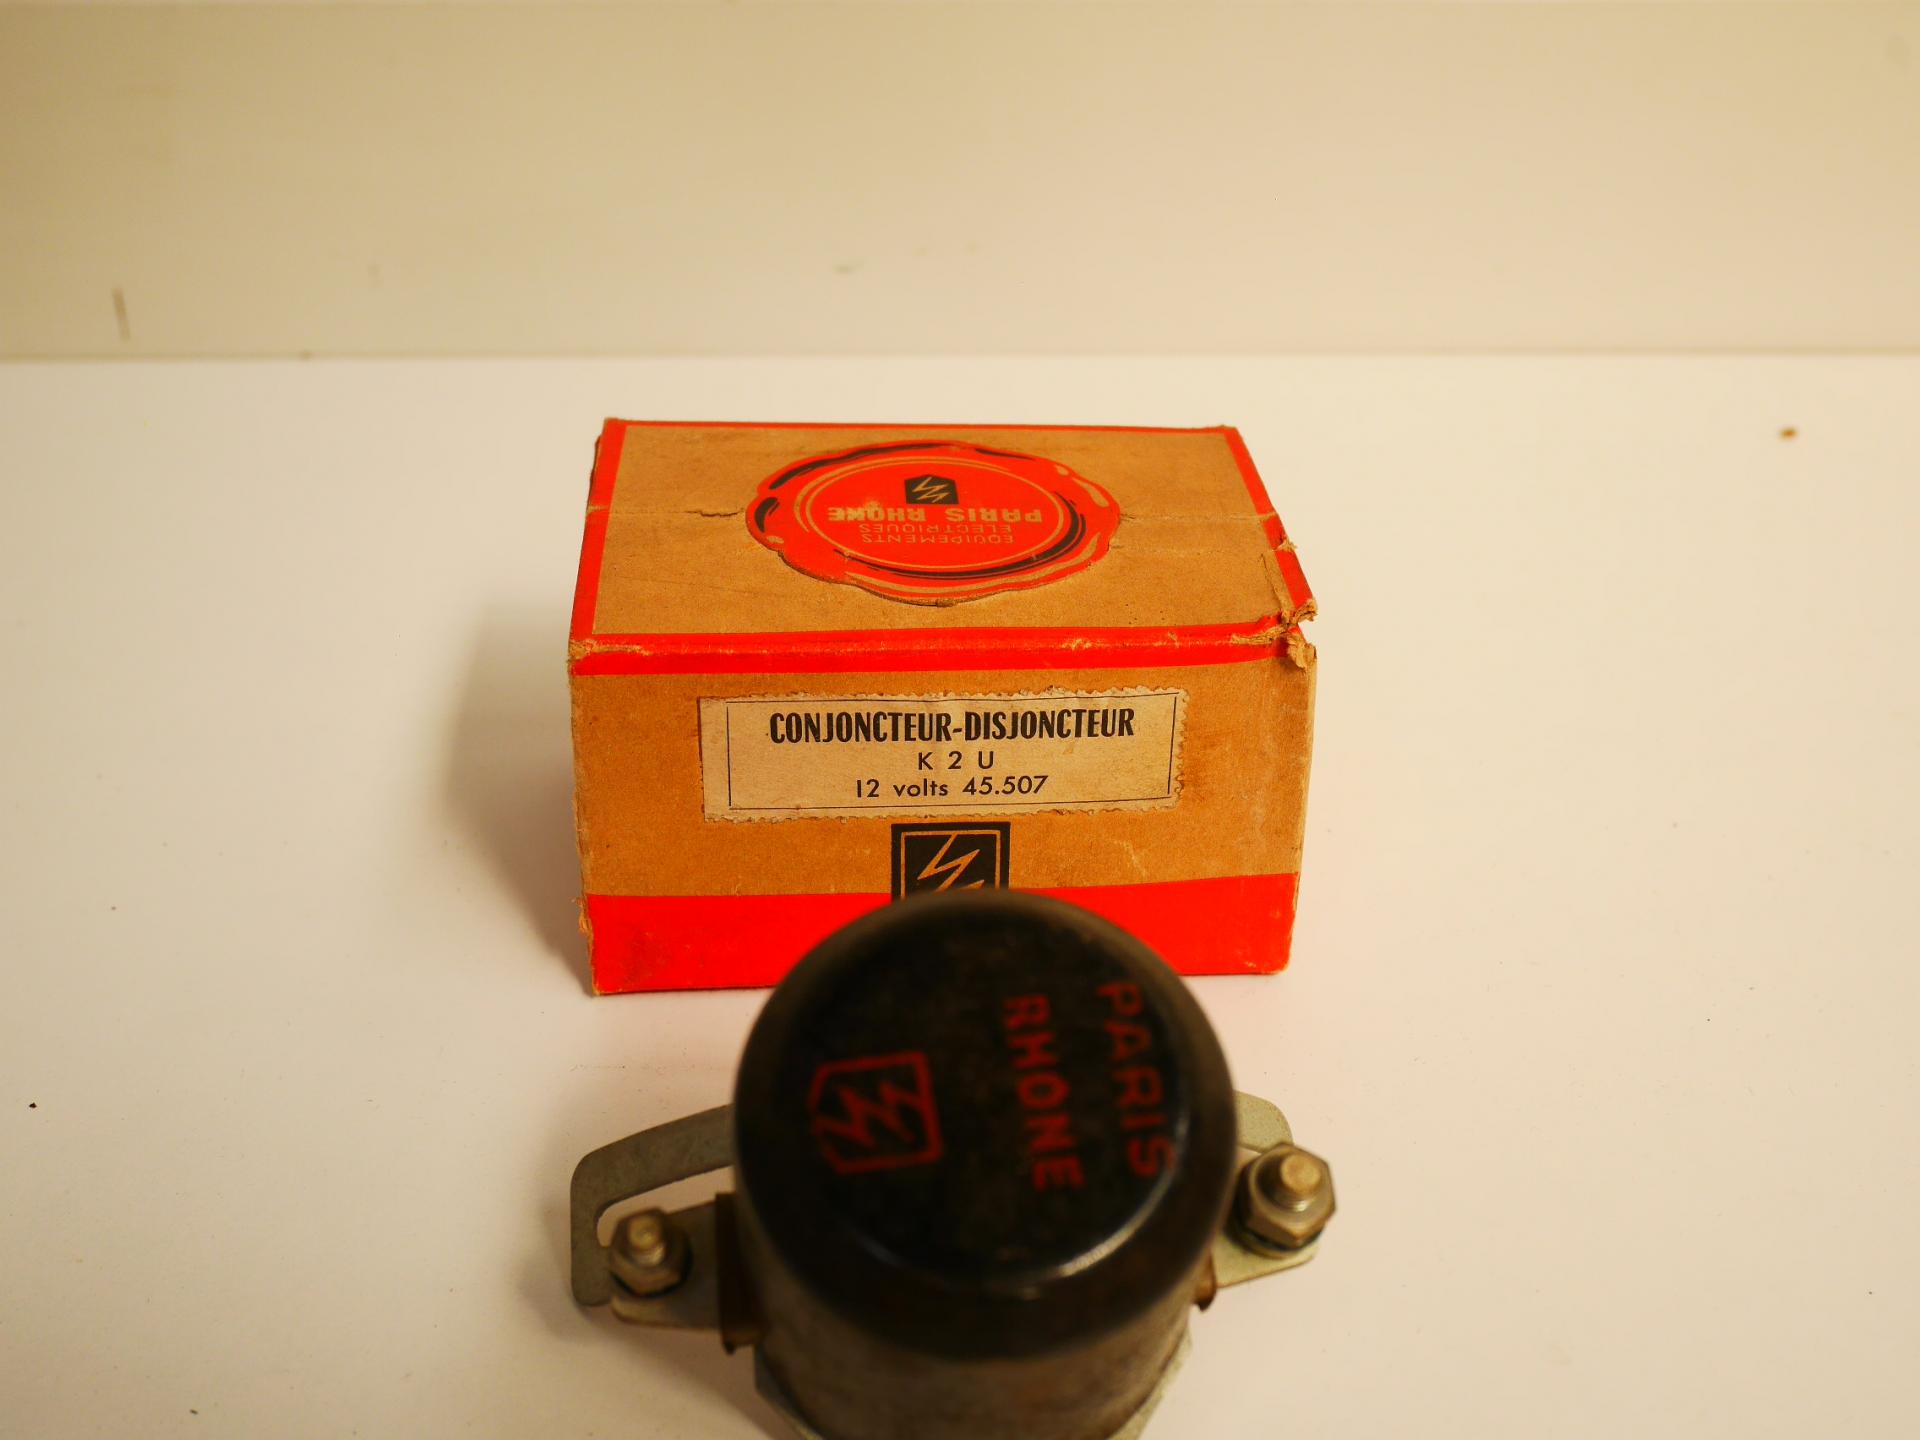 PARIS RHONE
ELECTRIQUES
EQUIPEMENTS
CONJONCTEUR-DISJONCTEUR
K 2 U
12 volts 45.507
PARIS
RHONE